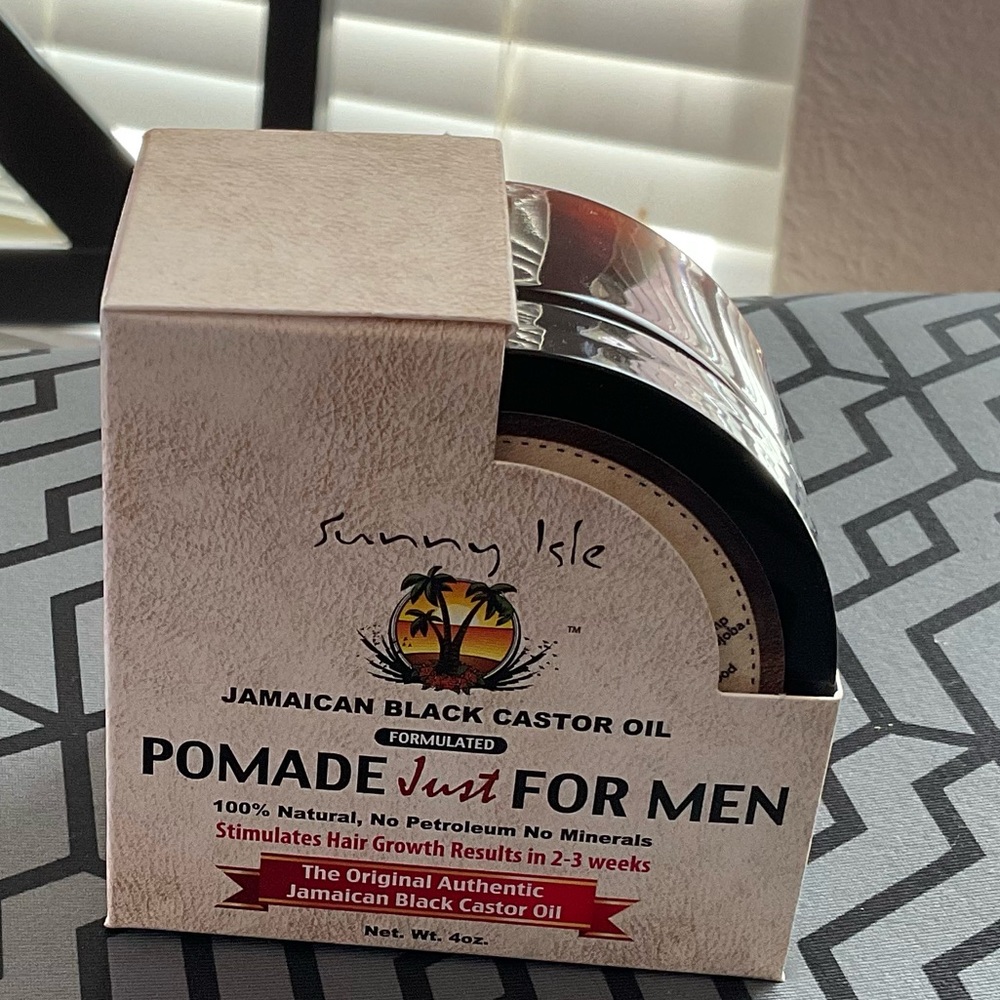 Sunny Isle
TM
JAMAICAN BLACK CASTOR OIL
FORMULATED
POMADE Just FOR MEN
100% Natural, No Petroleum No Minerals
Stimulates Hair Growth Results in 2-3 weeks
The Original Authentic
Jamaican Black Castor Oil
Net. Wt. 4oz.